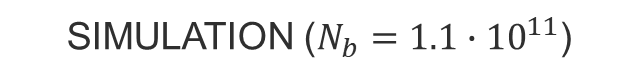 SIMULATION (N_b = 1.1 · 10^11)